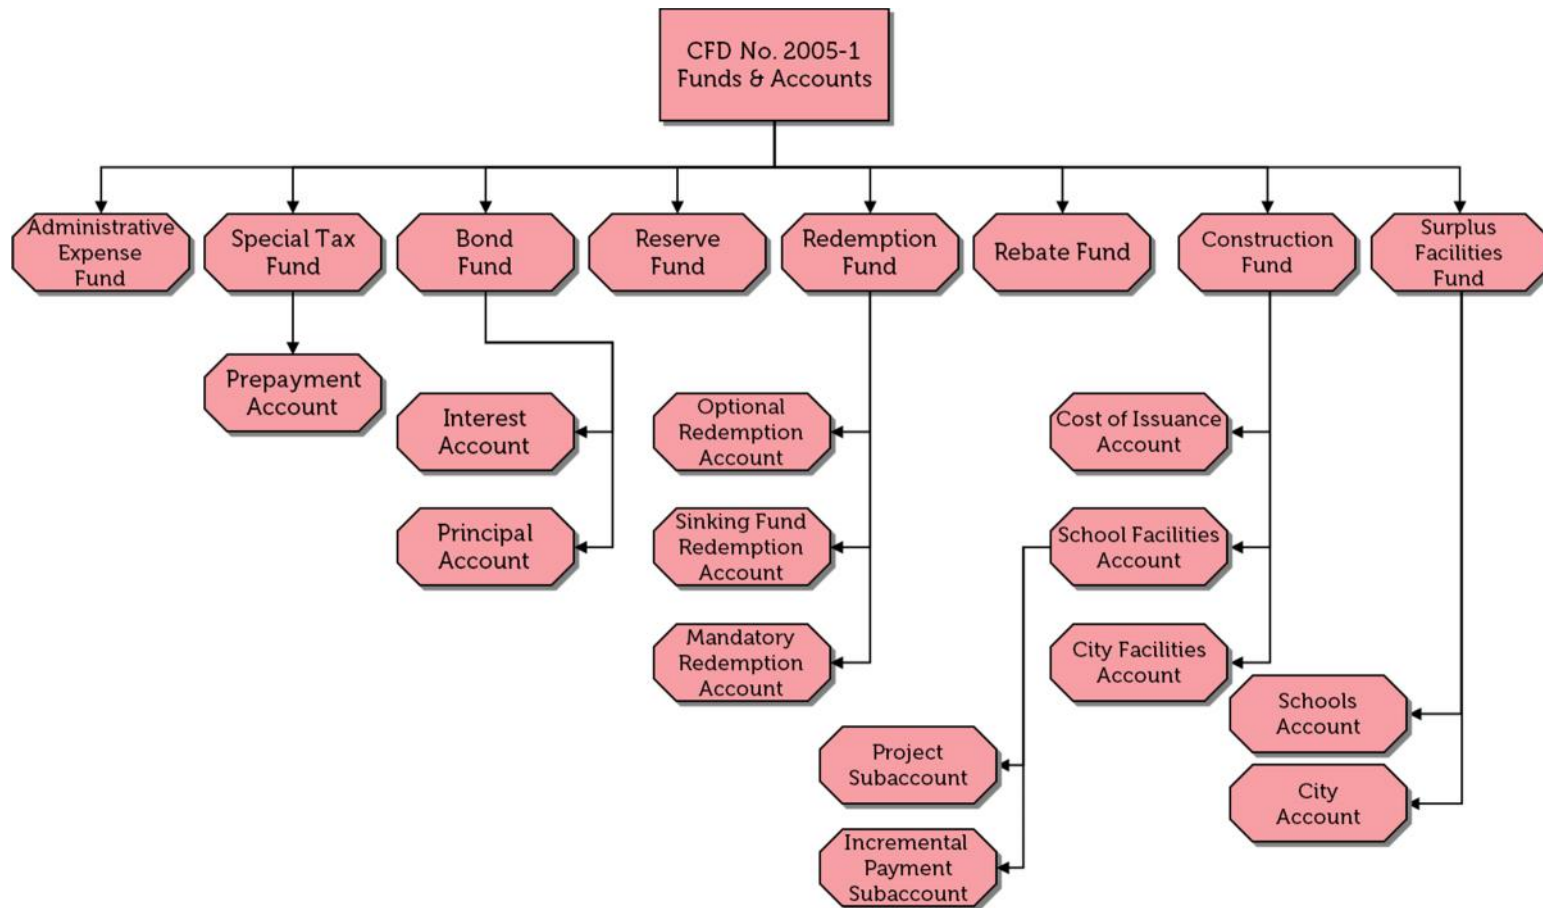 CFD No. 2005-1
Funds & Accounts
Administrative
Expense
Fund
Special Tax
Fund
Bond
Fund
Reserve
Fund
Redemption
Fund
Rebate Fund
Construction
Fund
Surplus
Facilities
Fund
Prepayment
Account
Interest
Account
Principal
Account
Optional
Redemption
Account
Sinking Fund
Redemption
Account
Mandatory
Redemption
Account
Cost of Issuance
Account
School Facilities
Account
City Facilities
Account
Project
Subaccount
Incremental
Payment
Subaccount
Schools
Account
City
Account